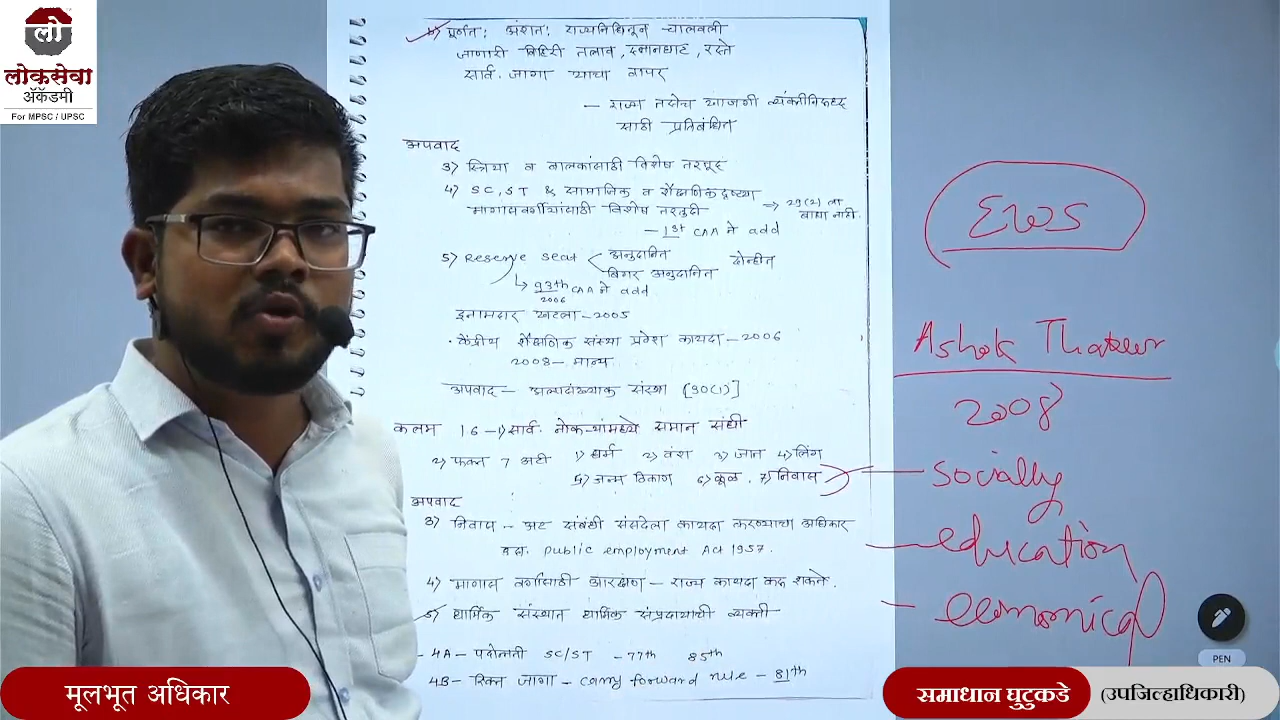 लो
लोकसेवा
ॲकॅडमी
For MPSC / UPSC
पूर्णतः अंशतः राज्यनिधितून चालवली
जाणारी विहिरी तलाव, स्नानघाट, रस्ते
सार्व. जागा यांचा वापर
– राज्य तसेच खाजगी व्यक्तीविरुद्ध
साठी प्रतिबंधित
अपवाद
3) स्त्रिया व बालकांसाठी विशेष तरतूद
4) SC, ST & सामाजिक व शैक्षणिकदृष्ट्या
मागासवर्गीयांसाठी विशेष तरतुदी → 29(2) ला बाधा नाही.
– 1st CAA ने add
5) Reserve seat < अनुदानित
बिगर अनुदानित
दोन्हीत
↳ 93th CAA ने add
2006
इनामदार खटला – 2005
· केंद्रीय शैक्षणिक संस्था प्रवेश कायदा – 2006
2008 – मान्य
अपवाद – अल्पसंख्याक संस्था [30(1)]
कलम 16 – 1) सार्व. नोकऱ्यांमध्ये समान संधी
2) फक्त 7 अटी 1) धर्म 2) वंश 3) जात 4) लिंग
5) जन्म ठिकाण 6) कूळ 7) निवास
अपवाद
3) निवास – अट संबंधी संसदेला कायदा करण्याचा अधिकार
public employment Act 1957.
4) मागास वर्गासाठी आरक्षण – राज्य कायदा करू शकते.
5) धार्मिक संस्थात धार्मिक संप्रदायाची व्यक्ती
- 4A – पदोन्नती SC/ST – 77th 85th
4B – रिक्त जागा – carry forward rule – 81th
EWS
Ashok Thakur
2008
socially
education
economical
PEN
मूलभूत अधिकार
समाधान घुटुकडे (उपजिल्हाधिकारी)